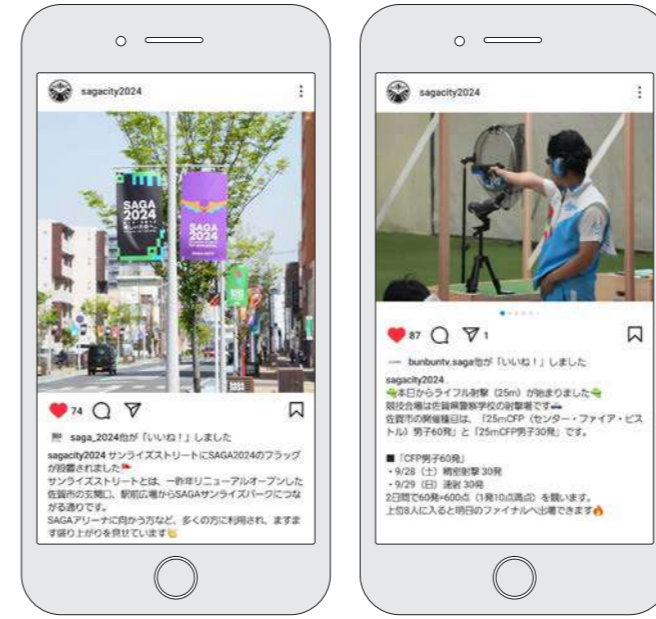 sagacity2024
SAGA
2024
SAGA
2024
74
saga_2024他が「いいね！」しました
sagacity2024 サンライズストリートにSAGA2024のフラッグ
が設置されました🚩
サンライズストリートとは、一昨年リニューアルオープンした
佐賀市の玄関口、駅前広場からSAGAサンライズパークにつな
がる通りです。
SAGAアリーナに向かう方など、多くの方に利用され、ますま
す盛り上がりを見せています👏
sagacity2024
87
1
bunbuntv.saga他が「いいね！」しました
sagacity2024
本日からライフル射撃（25m）が始まりました
競技会場は佐賀県警察学校の射撃場です🚓
佐賀市の開催種目は、「25mCFP（センター・ファイア・ピス
トル）男子60発」と「25mCFP男子30発」です。
■「CFP男子60発」
・9/28（土）精密射撃 30発
・9/29（日）速射 30発
2日間で60発=600点（1発10点満点）を競います。
上位8人に入ると明日のファイナルへ出場できます🔥